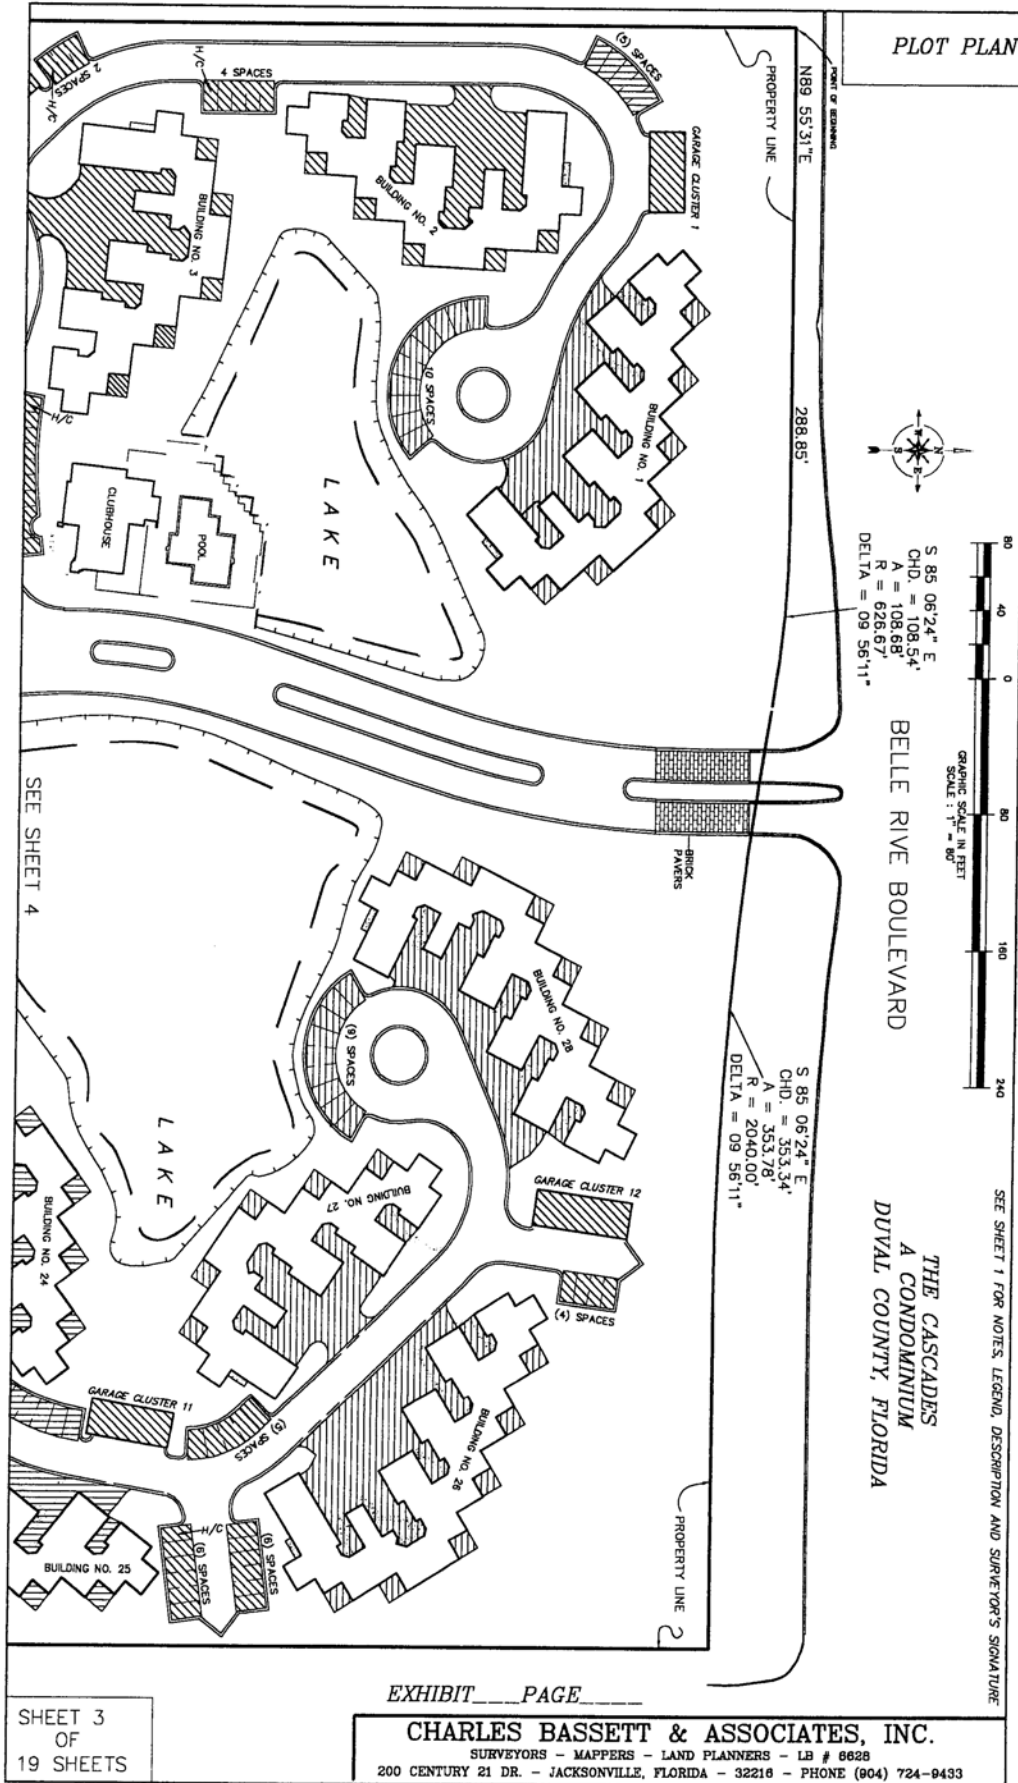 PLOT PLAN
POINT OF BEGINNING
N89 55'31"E
PROPERTY LINE
288.85'
(5) SPACES
GARAGE CLUSTER 1
H/C
4 SPACES
2 SPACES
H/C
BUILDING NO. 2
BUILDING NO. 3
BUILDING NO. 1
10 SPACES
H/C
LAKE
CLUBHOUSE
POOL
N
E
S
W
80
40
0
80
160
240
GRAPHIC SCALE IN FEET
SCALE : 1" = 80'
S 85 06'24" E
CHD. = 108.54'
A = 108.68'
R = 626.67'
DELTA = 09 56'11"
BELLE RIVE BOULEVARD
BRICK
PAVERS
SEE SHEET 4
S 85 06'24" E
CHD. = 353.34'
A = 353.78'
R = 2040.00'
DELTA = 09 56'11"
BUILDING NO. 28
(9) SPACES
LAKE
GARAGE CLUSTER 12
(4) SPACES
BUILDING NO. 27
BUILDING NO. 24
GARAGE CLUSTER 11
(5) SPACES
BUILDING NO. 26
BUILDING NO. 25
H/C
(6) SPACES
(6) SPACES
PROPERTY LINE
THE CASCADES
A CONDOMINIUM
DUVAL COUNTY, FLORIDA
SEE SHEET 1 FOR NOTES, LEGEND, DESCRIPTION AND SURVEYOR'S SIGNATURE
EXHIBIT___PAGE____
SHEET 3
OF
19 SHEETS
CHARLES BASSETT & ASSOCIATES, INC.
SURVEYORS - MAPPERS - LAND PLANNERS - LB # 6628
200 CENTURY 21 DR. - JACKSONVILLE, FLORIDA - 32216 - PHONE (904) 724-9433